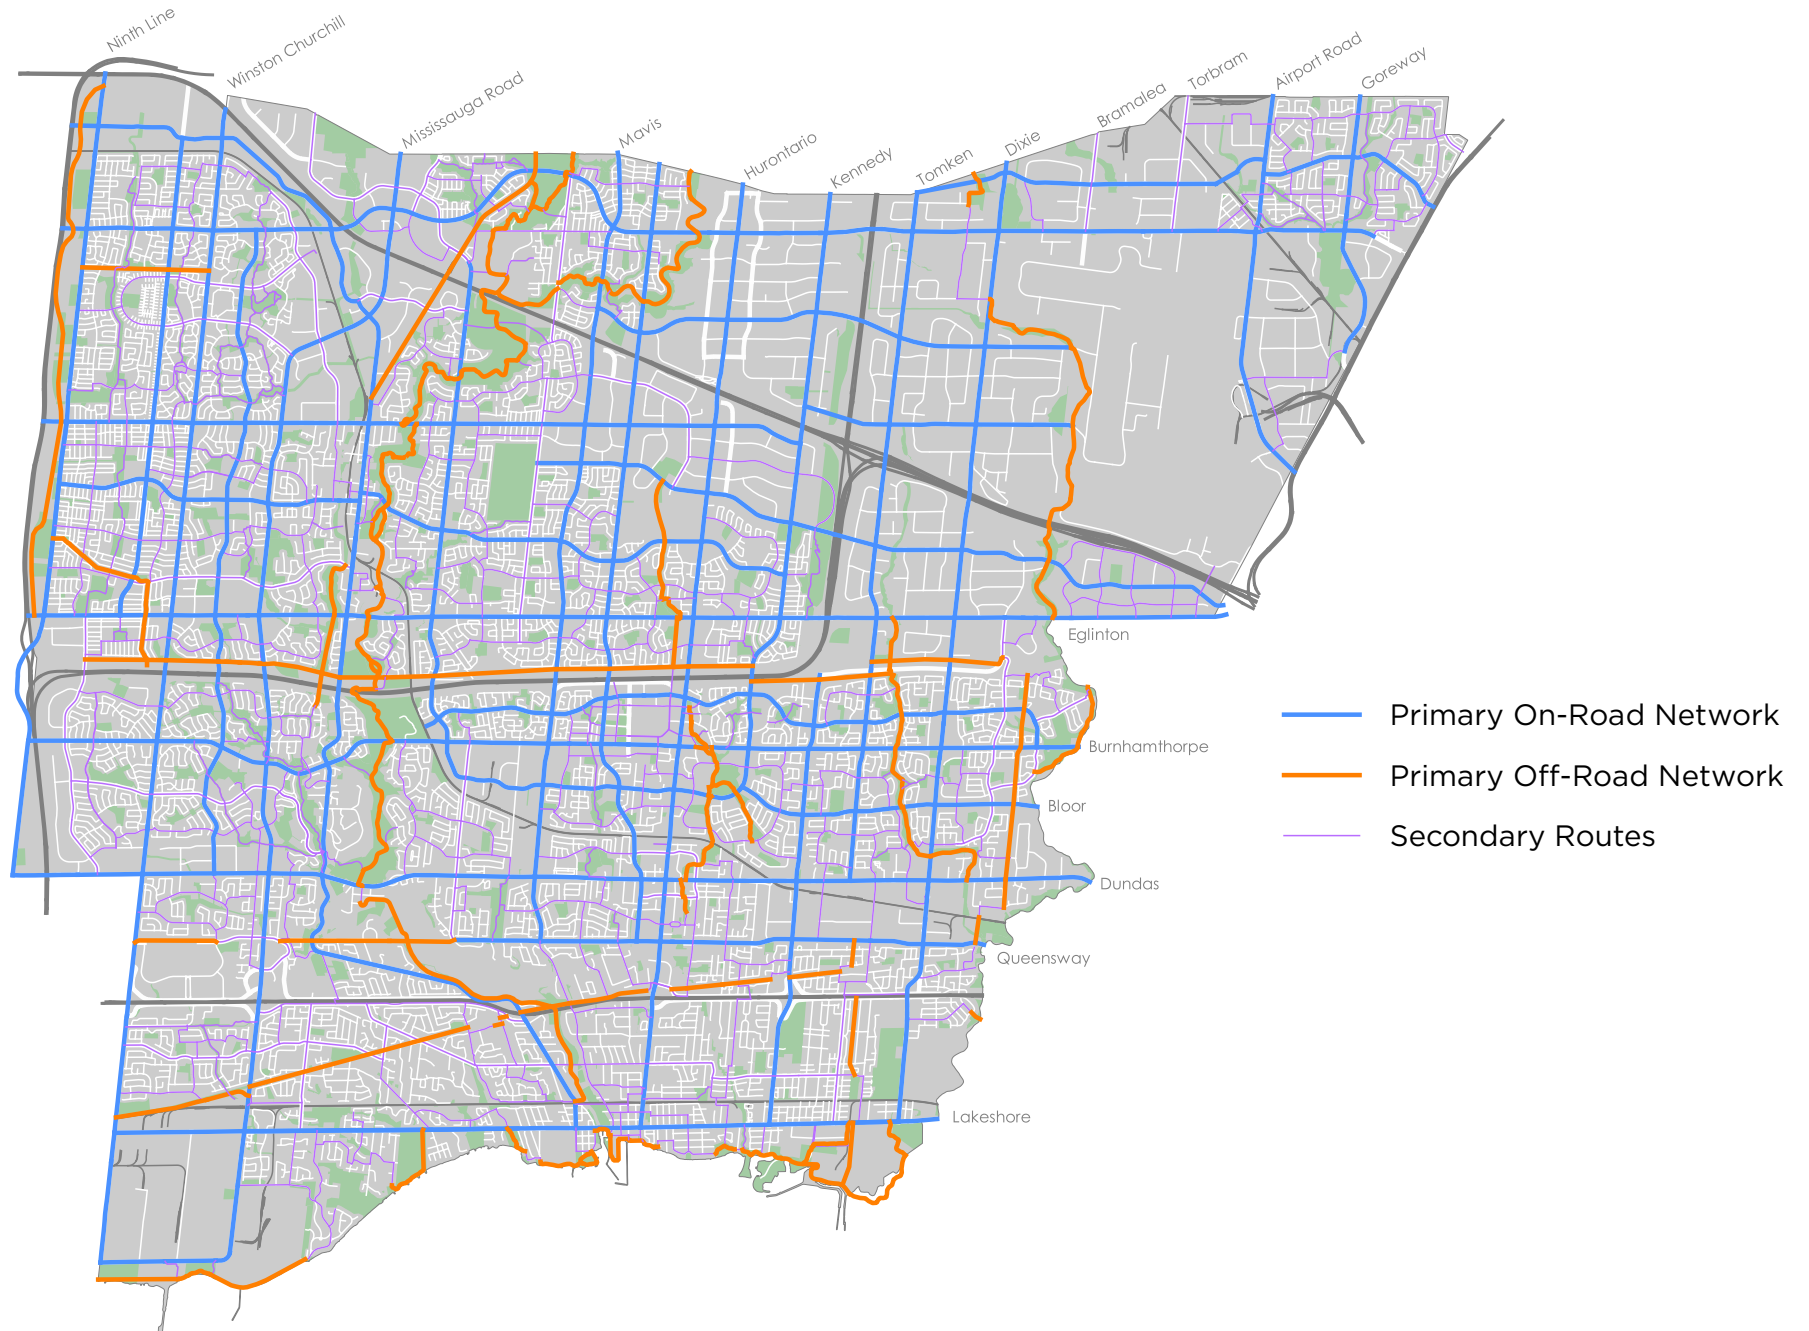 Ninth Line
Winston Churchill
Mississauga Road
Mavis
Hurontario
Kennedy
Tomken
Dixie
Bramalea
Torbram
Airport Road
Goreway
Eglinton
Burnhamthorpe
Bloor
Dundas
Queensway
Lakeshore
Primary On-Road Network
Primary Off-Road Network
Secondary Routes